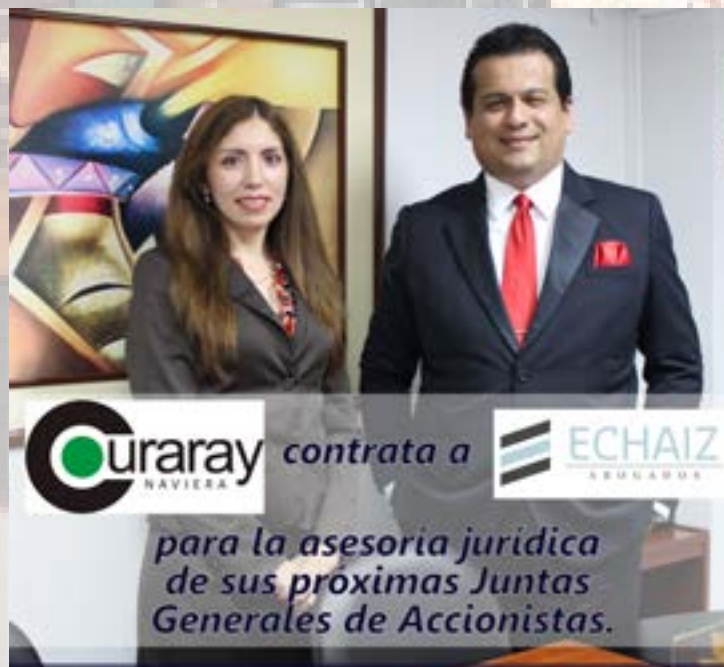 Curaray
NAVIERA
contrata a
ECHAIZ
ABOGADOS
para la asesoria jurídica
de sus proximas Juntas
Generales de Accionistas.